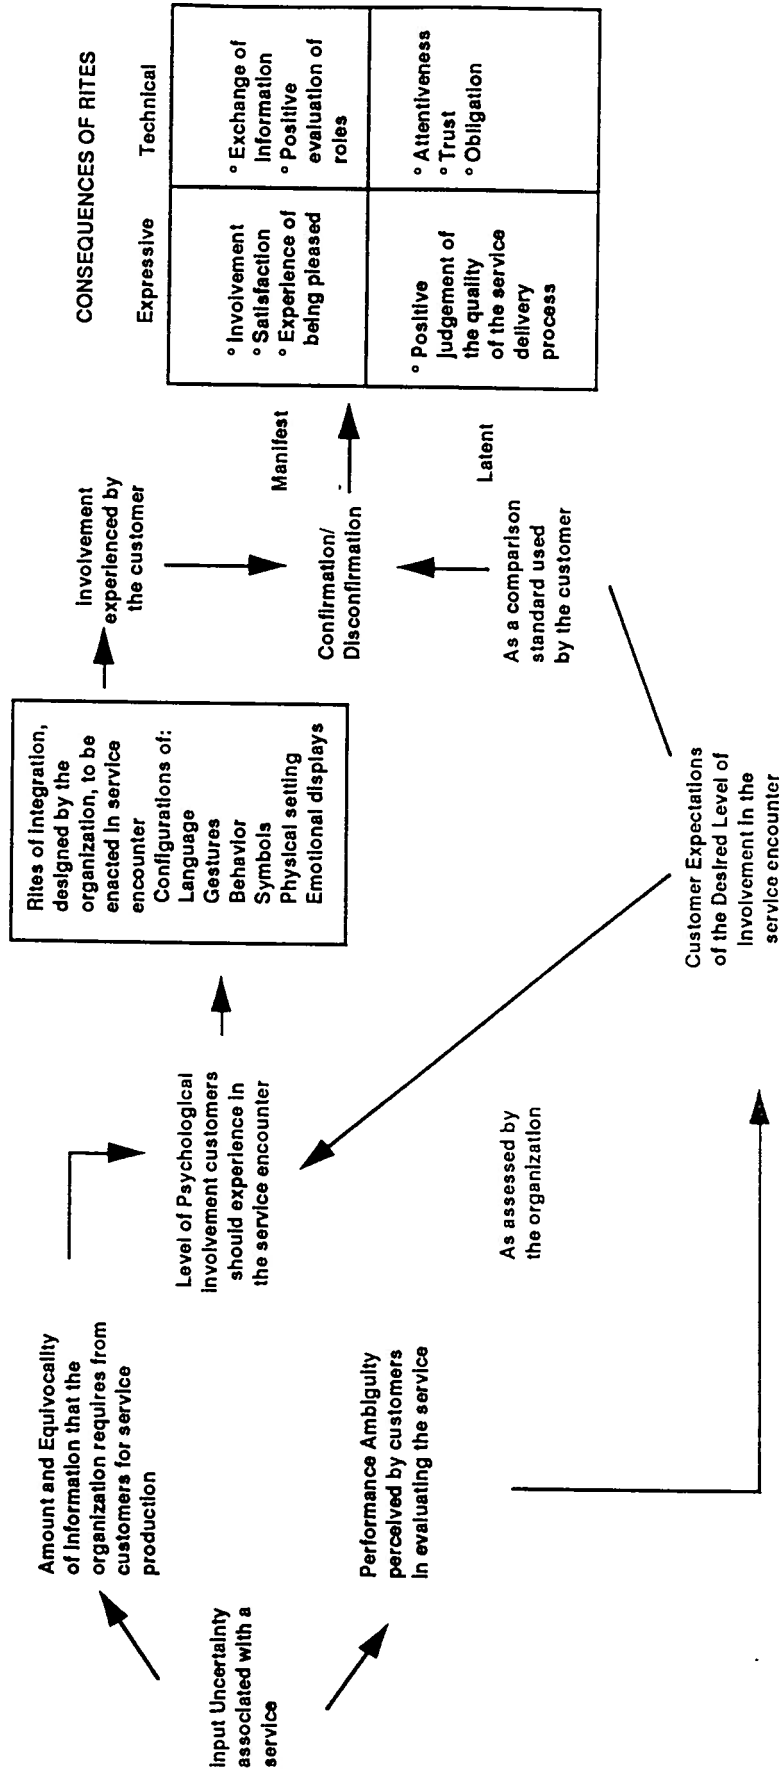 Input Uncertainty
associated with a
service
Amount and Equivocality
of Information that the
organization requires from
customers for service
production
Performance Ambiguity
perceived by customers
in evaluating the service
Level of Psychological
involvement customers
should experience in
the service encounter
As assessed by
the organization
Rites of Integration,
designed by the
organization, to be
enacted in service
encounter
Configurations of:
Language
Gestures
Behavior
Symbols
Physical setting
Emotional displays
Customer Expectations
of the Desired Level of
Involvement in the
service encounter
Involvement
experienced by
the customer
Confirmation/
Disconfirmation
As a comparison
standard used
by the customer
CONSEQUENCES OF RITES
Expressive Technical
Manifest
° Involvement
° Satisfaction
° Experience of
being pleased
° Exchange of
Information
° Positive
evaluation of
roles
Latent
° Positive
judgement of
the quality
of the service
delivery
process
° Attentiveness
° Trust
° Obligation